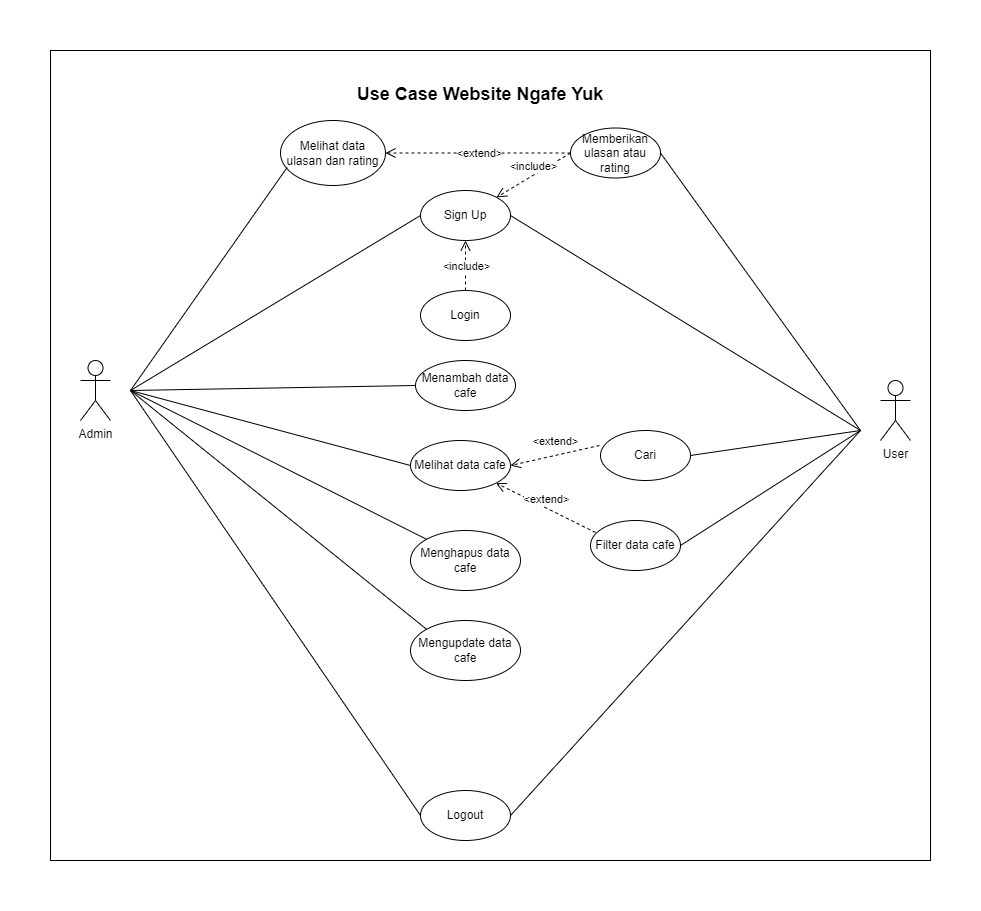 Use Case Website Ngafe Yuk
Melihat data
ulasan dan rating
<extend>
Memberikan
ulasan atau
rating
<include>
Sign Up
<include>
Login
Menambah data
cafe
Admin
User
Melihat data cafe
<extend>
Cari
<extend>
Filter data cafe
Menghapus data
cafe
Mengupdate data
cafe
Logout